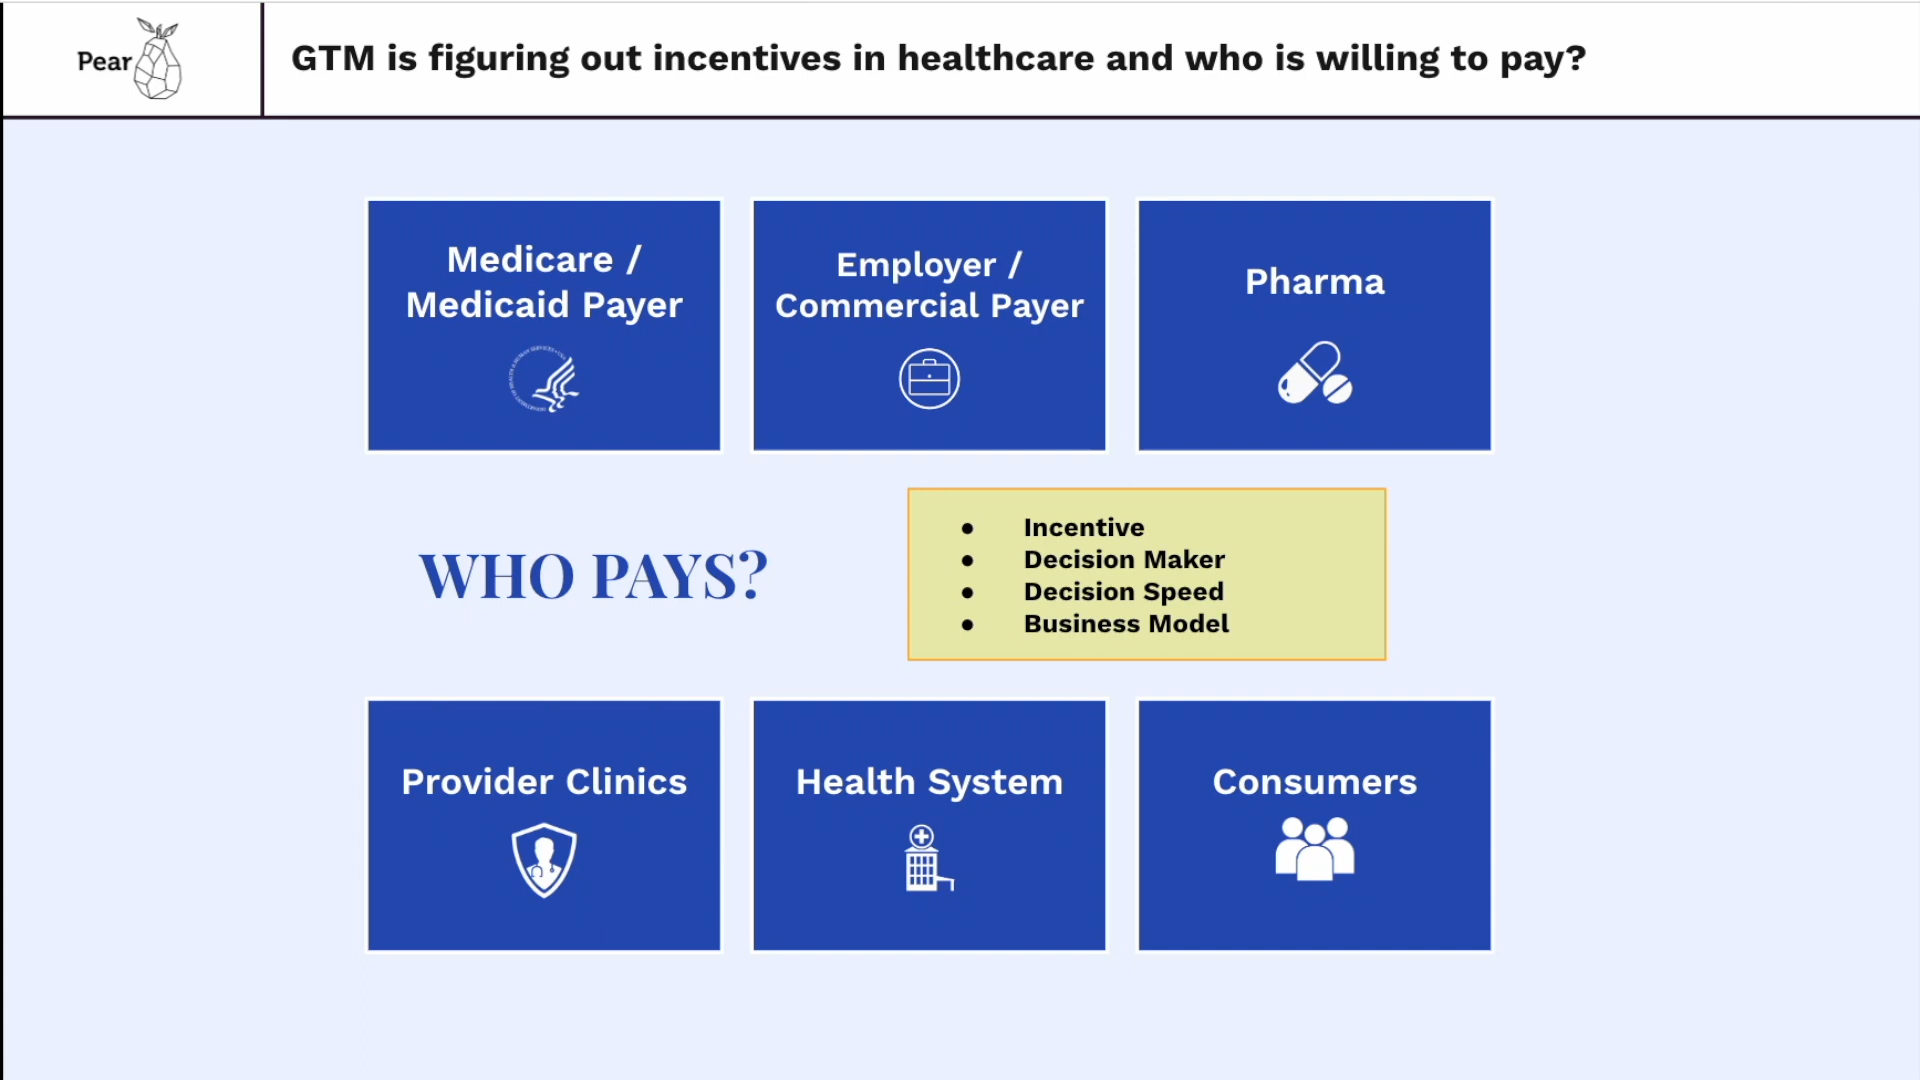 Pear
GTM is figuring out incentives in healthcare and who is willing to pay?
Medicare /
Medicaid Payer
Employer /
Commercial Payer
Pharma
WHO PAYS?
● Incentive
● Decision Maker
● Decision Speed
● Business Model
Provider Clinics
Health System
Consumers